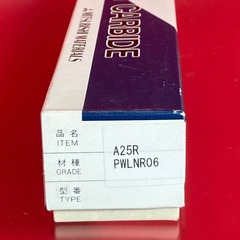 CARBIDE
MITSUBISHI MATERIALS
品名
ITEM
A25R
材種
GRADE
PWLNR06
型番
TYPE